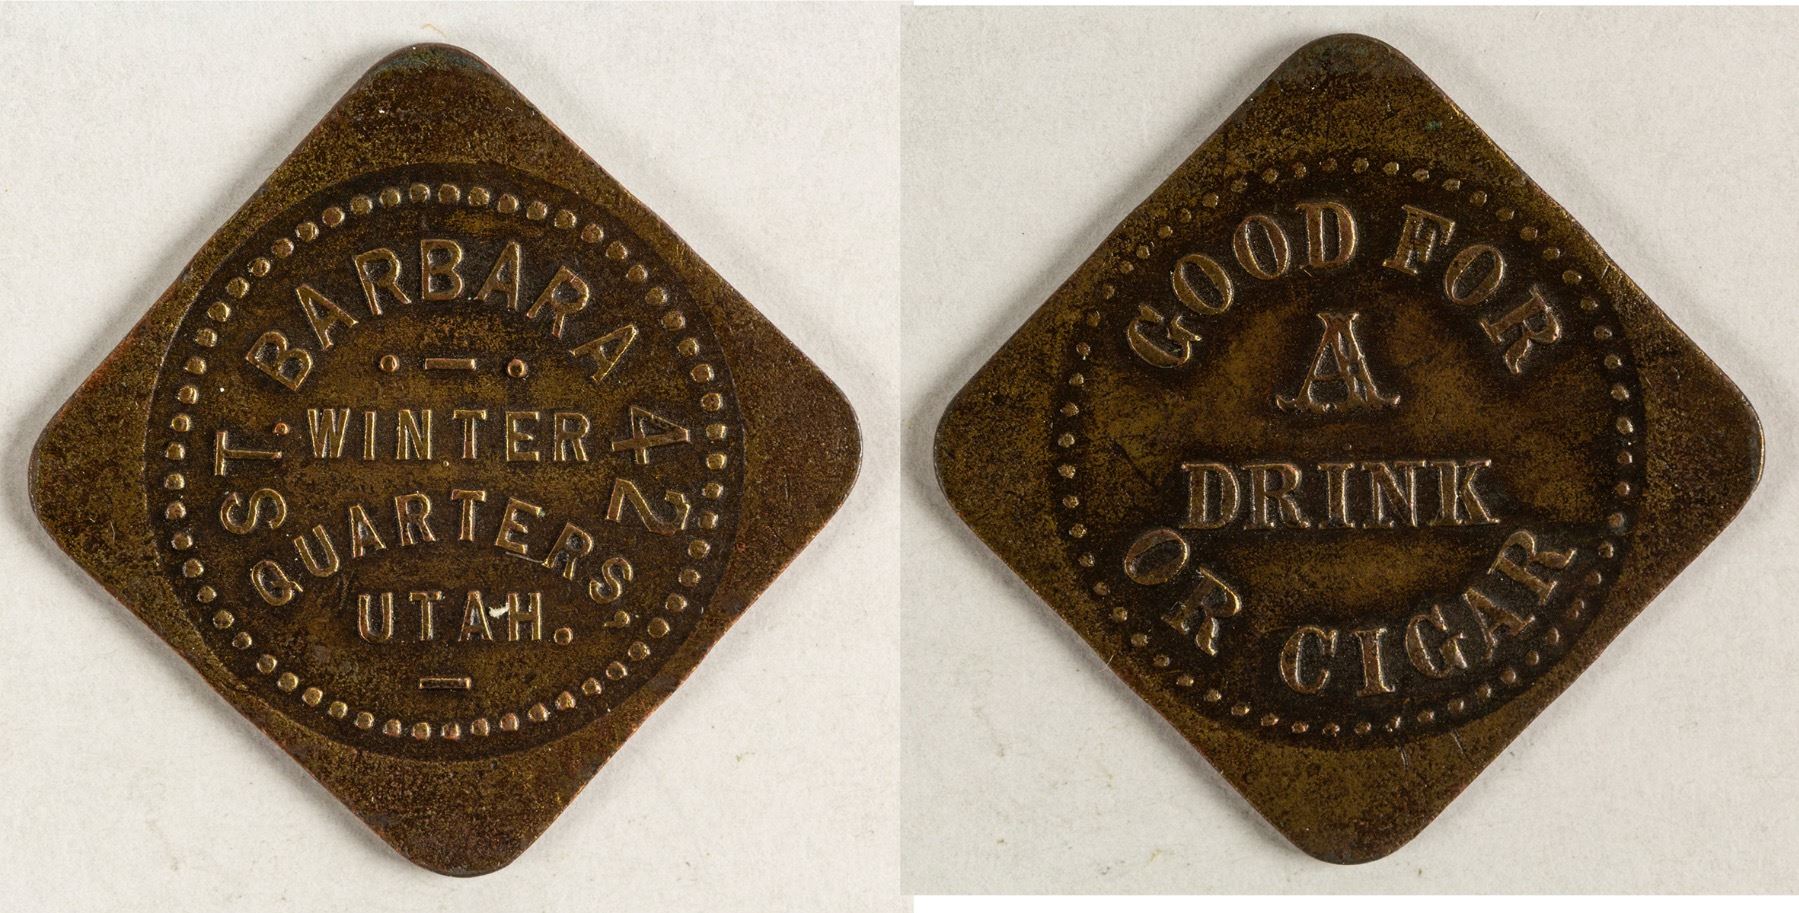 ST. BARBARA 42
WINTER
QUARTERS,
UTAH.
GOOD FOR
A
DRINK
OR CIGAR